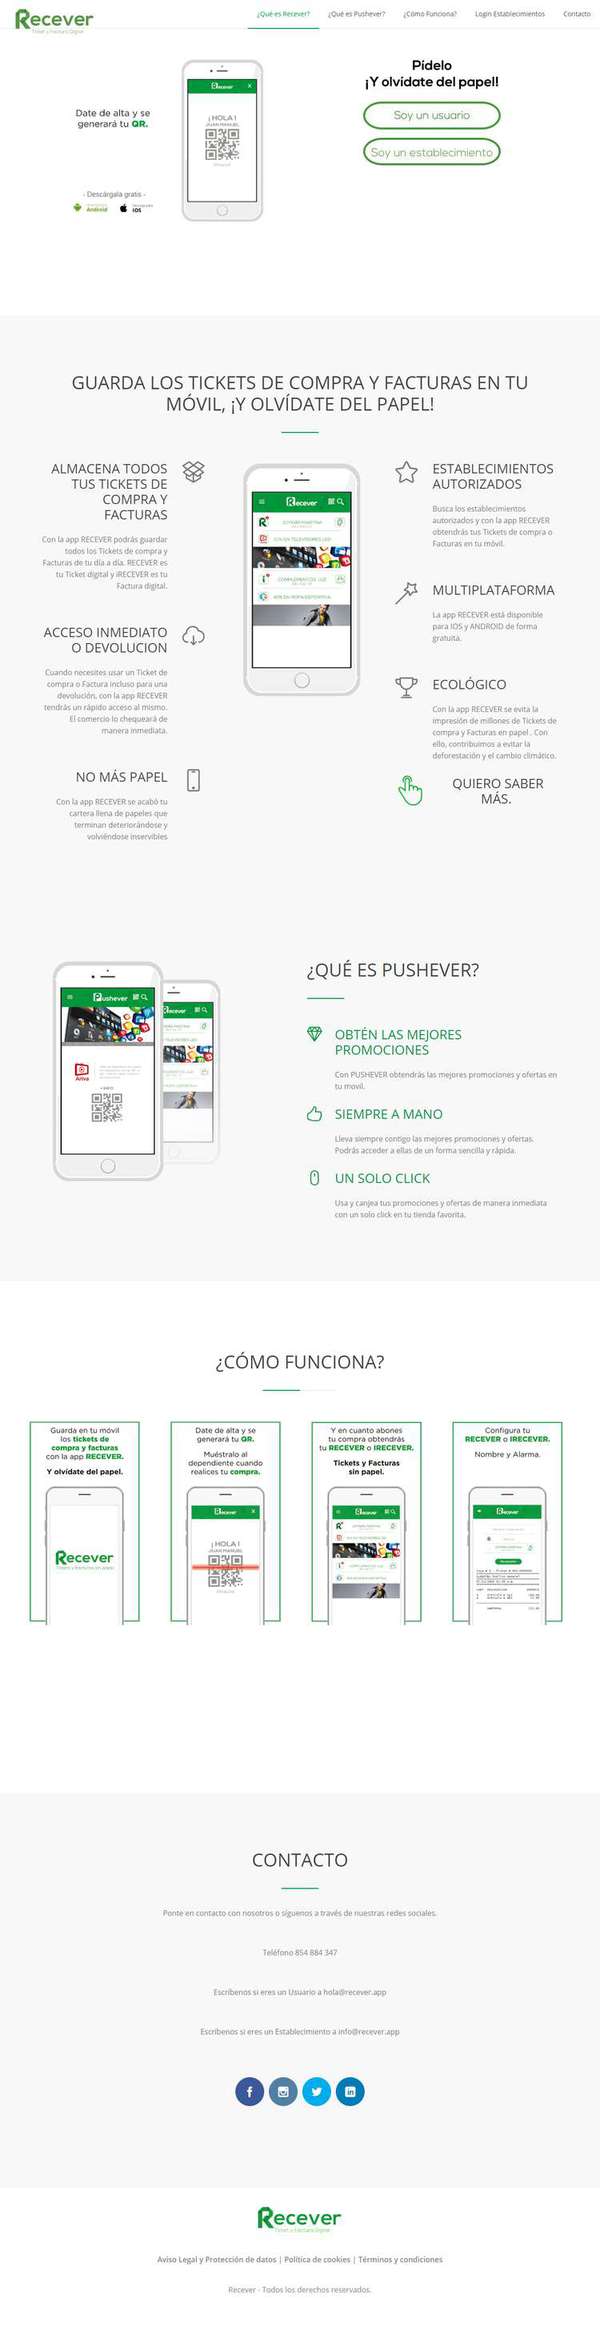 Recever
Ticket y Factura Digital
¿Qué es Recever?
¿Qué es Pushever?
¿Cómo Funciona?
Login Establecimientos
Contacto
Date de alta y se
generará tu QR.
- Descárgala gratis -
Android
iOS
Recever
¡ HOLA !
JUAN MANUEL
Pídelo
¡Y olvídate del papel!
Soy un usuario
Soy un establecimiento
GUARDA LOS TICKETS DE COMPRA Y FACTURAS EN TU
MÓVIL, ¡Y OLVÍDATE DEL PAPEL!
ALMACENA TODOS
TUS TICKETS DE
COMPRA Y
FACTURAS
Con la app RECEVER podrás guardar
todos los Tickets de compra y
Facturas de tu día a día. RECEVER es
tu Ticket digital y iRECEVER es tu
Factura digital.
ACCESO INMEDIATO
O DEVOLUCION
Cuando necesites usar un Ticket de
compra o Factura incluso para una
devolución, con la app RECEVER
tendrás un rápido acceso al mismo.
El comercio lo chequeará de
manera inmediata.
NO MÁS PAPEL
Con la app RECEVER se acabó tu
cartera llena de papeles que
terminan deteriorándose y
volviéndose inservibles
Recever
ESTABLECIMIENTOS
AUTORIZADOS
Busca los establecimientos
autorizados y con la app RECEVER
obtendrás tus Tickets de compra o
Facturas en tu móvil.
MULTIPLATAFORMA
La app RECEVER está disponible
para IOS y ANDROID de forma
gratuita.
ECOLÓGICO
Con la app RECEVER se evita la
impresión de millones de Tickets de
compra y Facturas en papel . Con
ello, contribuimos a evitar la
deforestación y el cambio climático.
QUIERO SABER
MÁS.
Pushever
Anva
Recever
¿QUÉ ES PUSHEVER?
OBTÉN LAS MEJORES
PROMOCIONES
Con PUSHEVER obtendrás las mejores promociones y ofertas en
tu movil.
SIEMPRE A MANO
Lleva siempre contigo las mejores promociones y ofertas.
Podrás acceder a ellas de un forma sencilla y rápida.
UN SOLO CLICK
Usa y canjea tus promociones y ofertas de manera inmediata
con un solo click en tu tienda favorita.
¿CÓMO FUNCIONA?
Guarda en tu móvil
los tickets de
compra y facturas
con la app RECEVER.
Y olvídate del papel.
Recever
Date de alta y se
generará tu QR.
Muéstralo al
dependiente cuando
realices tu compra.
Recever
¡ HOLA !
JUAN MANUEL
Y en cuanto abones
tu compra obtendrás
tu RECEVER o IRECEVER.
Tickets y Facturas
sin papel.
Recever
Configura tu
RECEVER o IRECEVER.
Nombre y Alarma.
Recever
CONTACTO
Ponte en contacto con nosotros o síguenos a través de nuestras redes sociales.
Teléfono 854 884 347
Escríbenos si eres un Usuario a hola@recever.app
Escríbenos si eres un Establecimiento a info@recever.app
Recever
Ticket y Factura Digital
Aviso Legal y Protección de datos | Política de cookies | Términos y condiciones
Recever - Todos los derechos reservados.